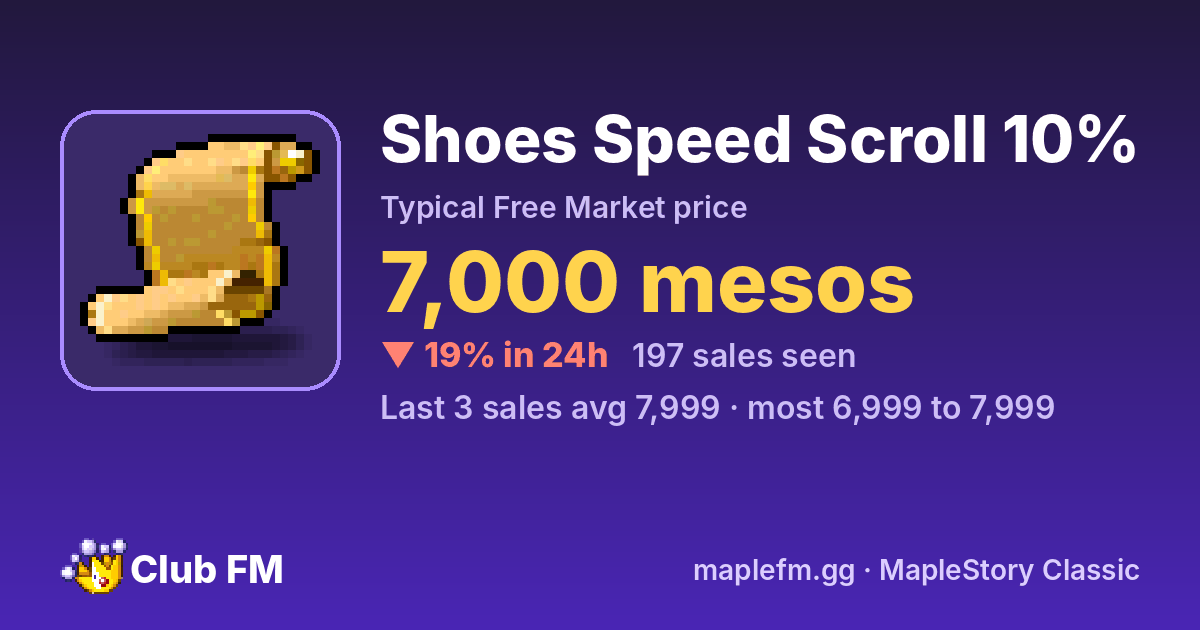 Shoes Speed Scroll 10%
Typical Free Market price
7,000 mesos
▼ 19% in 24h 197 sales seen
Last 3 sales avg 7,999 · most 6,999 to 7,999
Club FM
maplefm.gg · MapleStory Classic